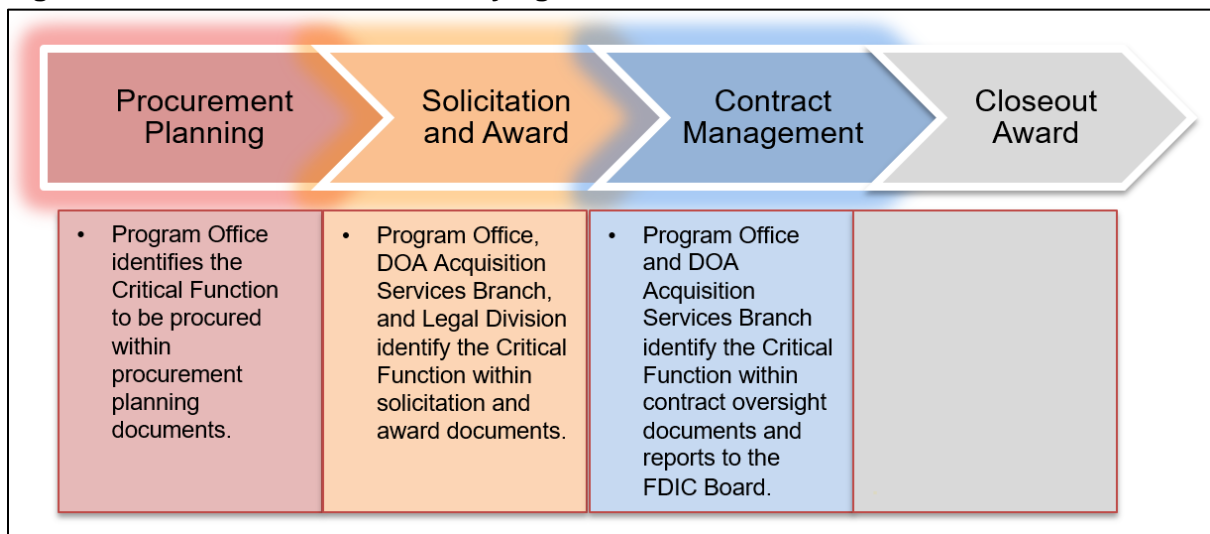 Procurement
Planning
Solicitation
and Award
Contract
Management
Closeout
Award
• Program Office
identifies the
Critical Function
to be procured
within
procurement
planning
documents.
• Program Office,
DOA Acquisition
Services Branch,
and Legal Division
identify the Critical
Function within
solicitation and
award documents.
• Program Office
and DOA
Acquisition
Services Branch
identify the Critical
Function within
contract oversight
documents and
reports to the
FDIC Board.